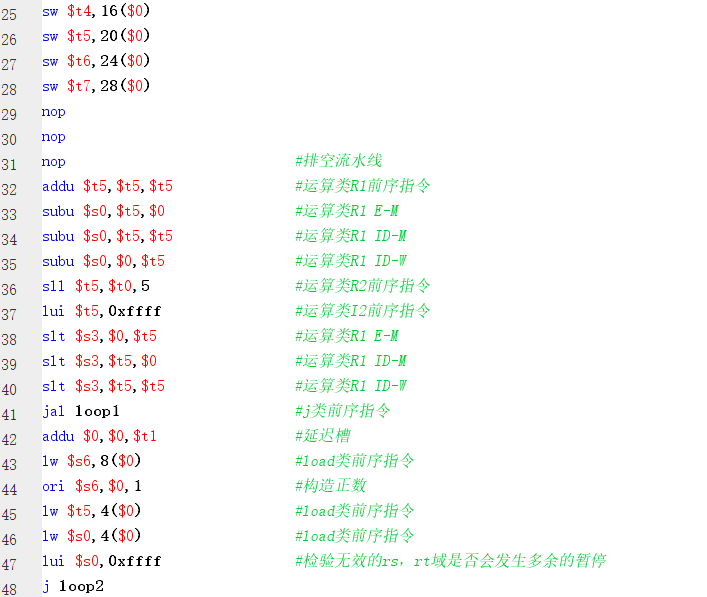 25 sw $t4,16($0)
26 sw $t5,20($0)
27 sw $t6,24($0)
28 sw $t7,28($0)
29 nop
30 nop
31 nop #排空流水线
32 addu $t5,$t5,$t5 #运算类R1前序指令
33 subu $s0,$t5,$0 #运算类R1 E-M
34 subu $s0,$t5,$t5 #运算类R1 ID-M
35 subu $s0,$0,$t5 #运算类R1 ID-W
36 sll $t5,$t0,5 #运算类R2前序指令
37 lui $t5,0xffff #运算类I2前序指令
38 slt $s3,$0,$t5 #运算类R1 E-M
39 slt $s3,$t5,$0 #运算类R1 ID-M
40 slt $s3,$t5,$t5 #运算类R1 ID-W
41 jal loop1 #j类前序指令
42 addu $0,$0,$t1 #延迟槽
43 lw $s6,8($0) #load类前序指令
44 ori $s6,$0,1 #构造正数
45 lw $t5,4($0) #load类前序指令
46 lw $s0,4($0) #load类前序指令
47 lui $s0,0xffff #检验无效的rs，rt域是否会发生多余的暂停
48 j loop2